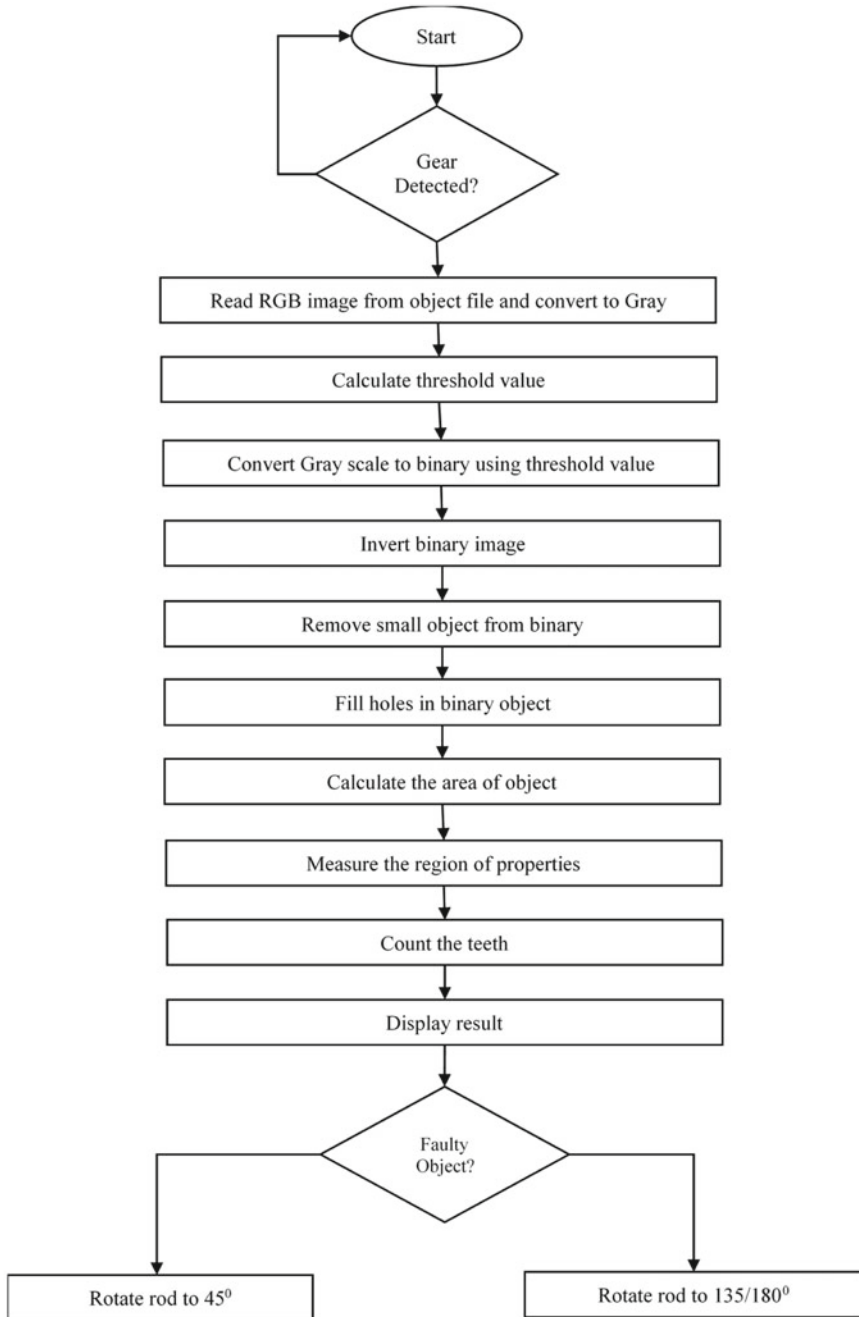 Start
Gear
Detected?
Read RGB image from object file and convert to Gray
Calculate threshold value
Convert Gray scale to binary using threshold value
Invert binary image
Remove small object from binary
Fill holes in binary object
Calculate the area of object
Measure the region of properties
Count the teeth
Display result
Faulty
Object?
Rotate rod to 45⁰
Rotate rod to 135/180⁰